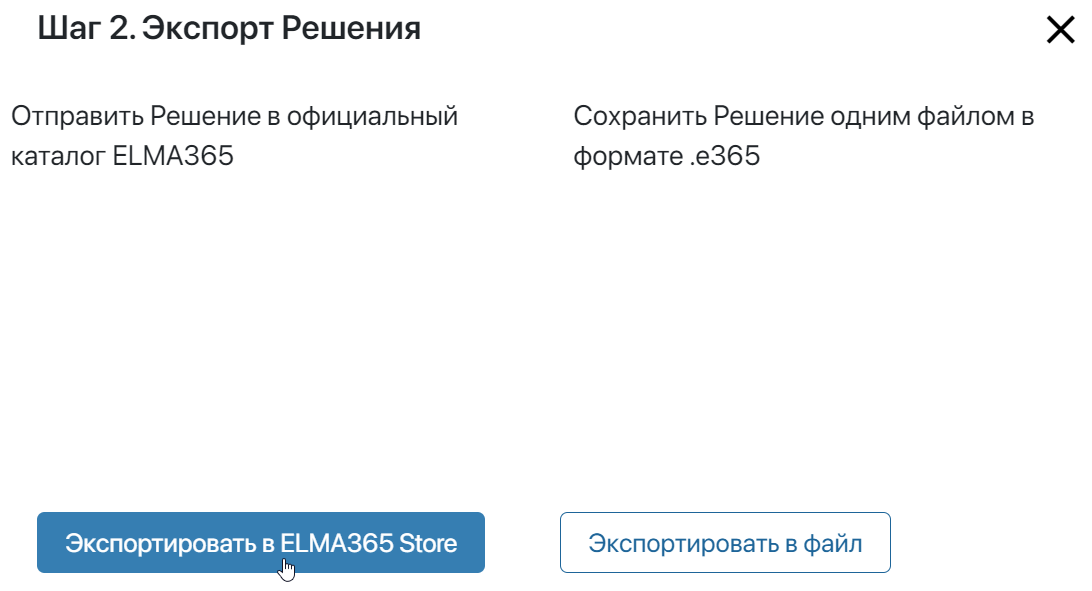 Шаг 2. Экспорт Решения
Отправить Решение в официальный
каталог ELMA365
Сохранить Решение одним файлом в
формате .e365
Экспортировать в ELMA365 Store
Экспортировать в файл